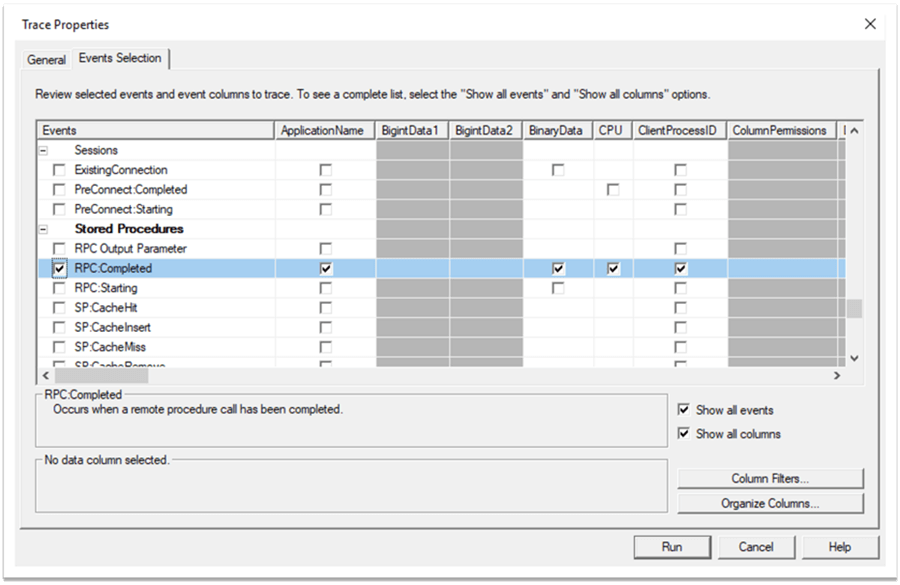 Trace Properties
General Events Selection
Review selected events and event columns to trace. To see a complete list, select the "Show all events" and "Show all columns" options.
Events ApplicationName BigintData1 BigintData2 BinaryData CPU ClientProcessID ColumnPermissions
Sessions
ExistingConnection
PreConnect:Completed
PreConnect:Starting
Stored Procedures
RPC Output Parameter
RPC:Completed
RPC:Starting
SP:CacheHit
SP:CacheInsert
SP:CacheMiss
SP:CacheRemove
RPC:Completed
Occurs when a remote procedure call has been completed.
Show all events
Show all columns
No data column selected.
Column Filters...
Organize Columns...
Run Cancel Help